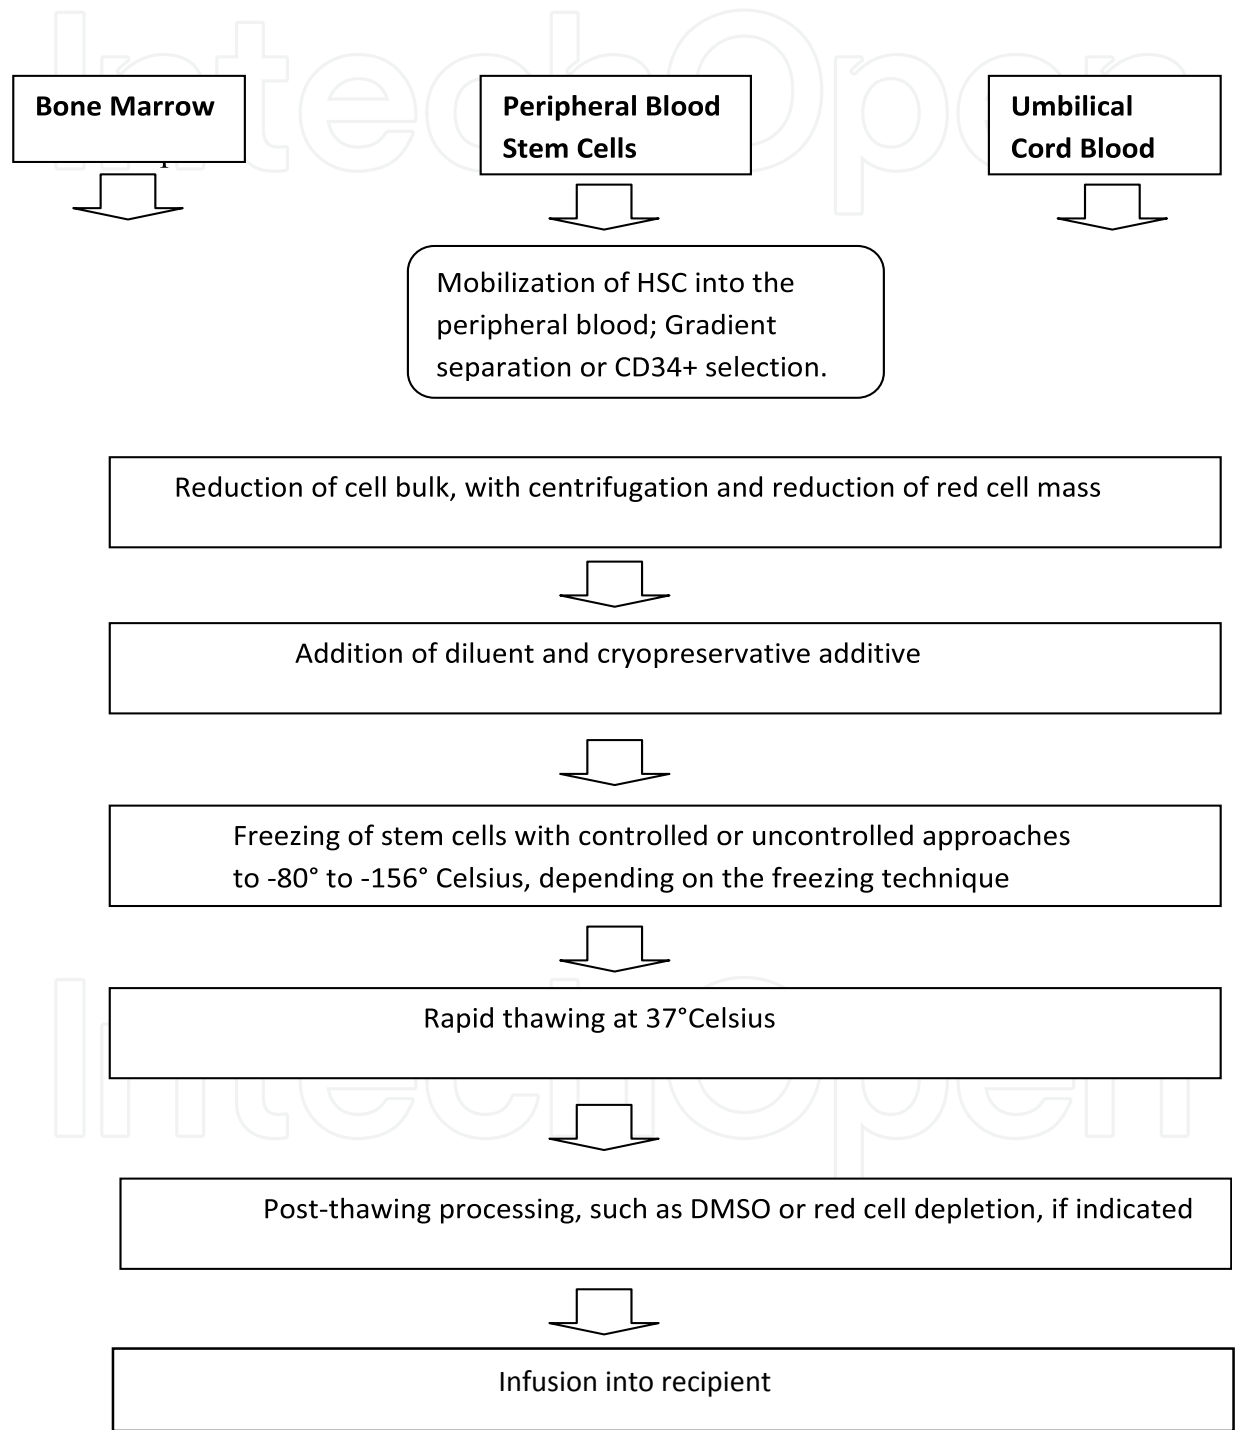 IntechOpen
Bone Marrow
Peripheral Blood
Stem Cells
Umbilical
Cord Blood
Mobilization of HSC into the
peripheral blood; Gradient
separation or CD34+ selection.
Reduction of cell bulk, with centrifugation and reduction of red cell mass
Addition of diluent and cryopreservative additive
Freezing of stem cells with controlled or uncontrolled approaches
to -80° to -156° Celsius, depending on the freezing technique
IntechOpen
Rapid thawing at 37°Celsius
Post-thawing processing, such as DMSO or red cell depletion, if indicated
Infusion into recipient